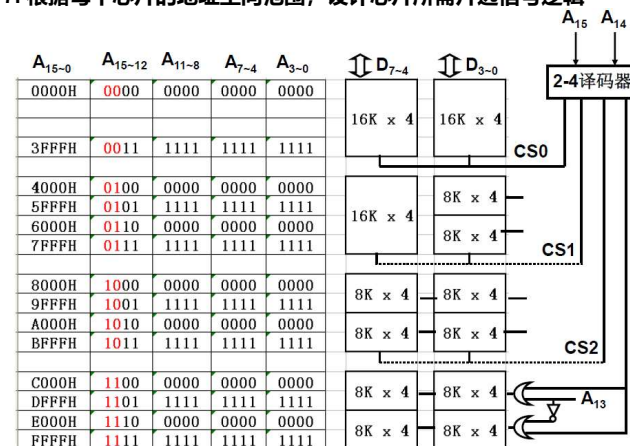 1. 根据每个芯片的地址空间范围，设计芯片所需片选信号逻辑
A15 A14
A15~0 A15~12 A11~8 A7~4 A3~0 D7~4 D3~0
2-4译码器
0000H 0000 0000 0000 0000
16K x 4 16K x 4
3FFFH 0011 1111 1111 1111
CS0
4000H 0100 0000 0000 0000
8K x 4
5FFFH 0101 1111 1111 1111
16K x 4
6000H 0110 0000 0000 0000
8K x 4
7FFFH 0111 1111 1111 1111
CS1
8000H 1000 0000 0000 0000
8K x 4 8K x 4
9FFFH 1001 1111 1111 1111
A000H 1010 0000 0000 0000
8K x 4 8K x 4
BFFFH 1011 1111 1111 1111
CS2
C000H 1100 0000 0000 0000
8K x 4 8K x 4
DFFFH 1101 1111 1111 1111
A13
E000H 1110 0000 0000 0000
8K x 4 8K x 4
FFFFH 1111 1111 1111 1111